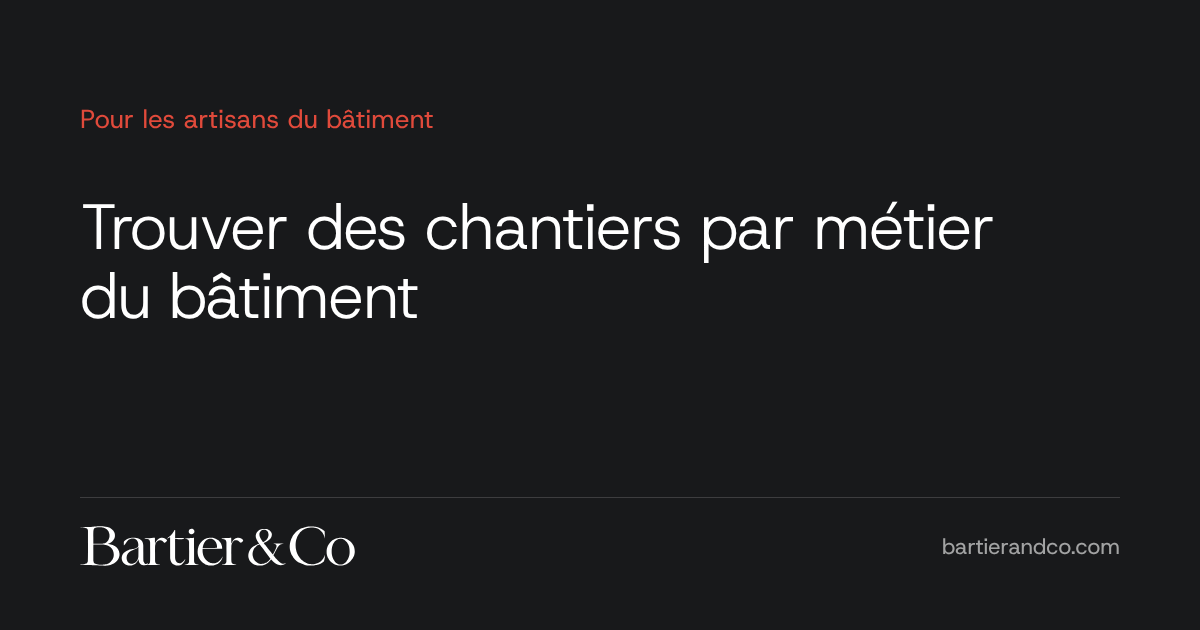 Pour les artisans du bâtiment
Trouver des chantiers par métier
du bâtiment
Bartier & Co
bartierandco.com